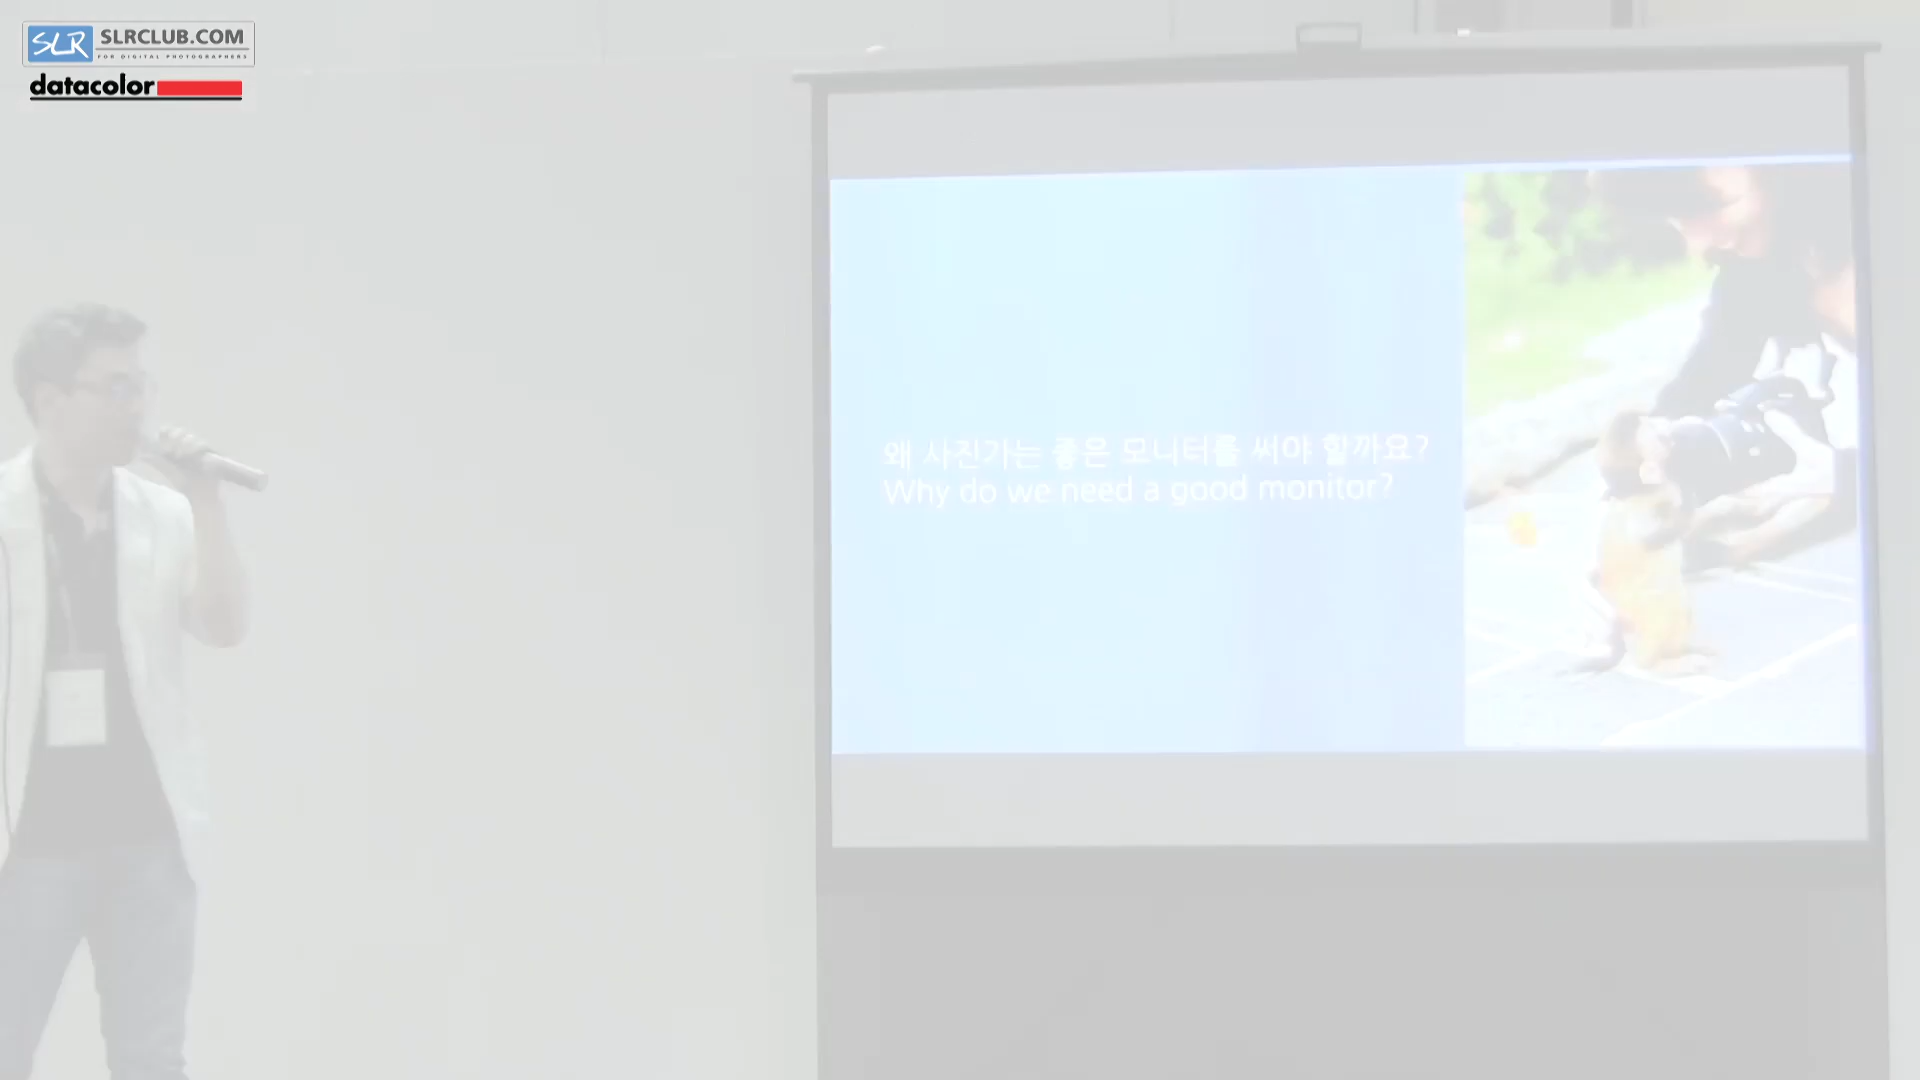 SLR SLRCLUB.COM
FOR DIGITAL PHOTOGRAPHERS
datacolor
왜 사진가는 좋은 모니터를 써야 할까요?
Why do we need a good monitor?